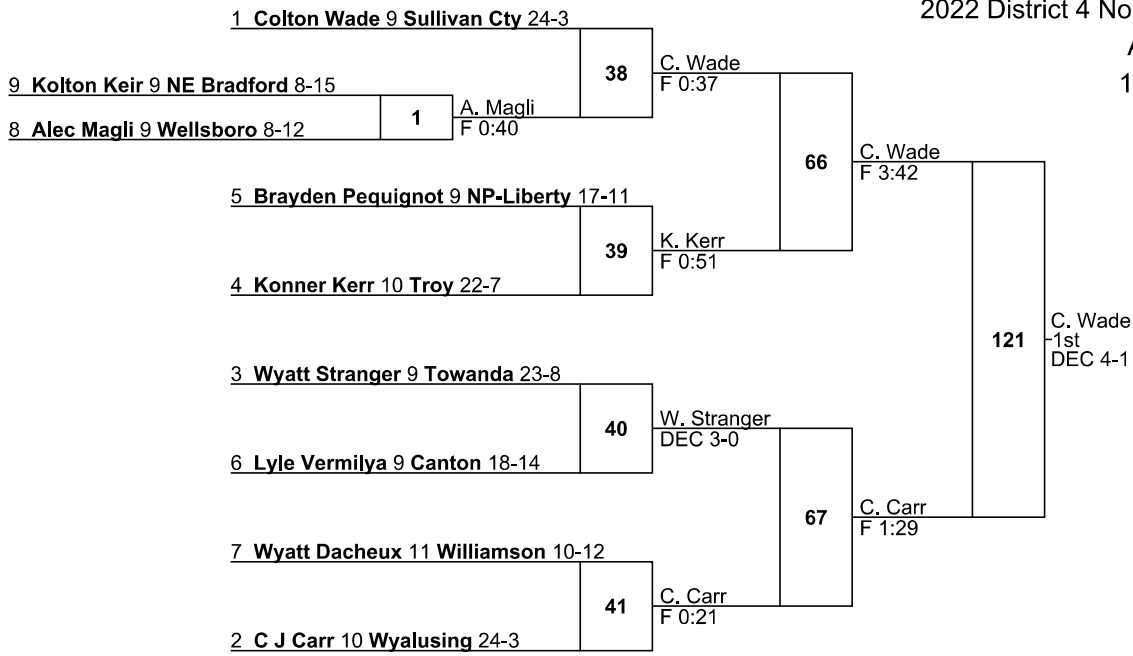 2022 District 4 No
1 Colton Wade 9 Sullivan Cty 24-3
38
C. Wade
F 0:37
1
9 Kolton Keir 9 NE Bradford 8-15
1
A. Magli
F 0:40
8 Alec Magli 9 Wellsboro 8-12
66
C. Wade
F 3:42
5 Brayden Pequignot 9 NP-Liberty 17-11
39
K. Kerr
F 0:51
4 Konner Kerr 10 Troy 22-7
121
C. Wade
1st
DEC 4-1
3 Wyatt Stranger 9 Towanda 23-8
40
W. Stranger
DEC 3-0
6 Lyle Vermilya 9 Canton 18-14
67
C. Carr
F 1:29
7 Wyatt Dacheux 11 Williamson 10-12
41
C. Carr
F 0:21
2 C J Carr 10 Wyalusing 24-3